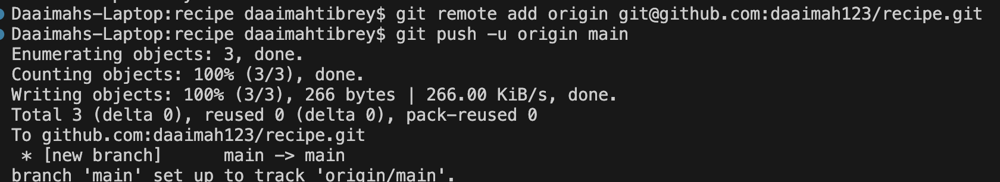 Daaimahs-Laptop:recipe daaimahtibrey$ git remote add origin git@github.com:daaimah123/recipe.git
Daaimahs-Laptop:recipe daaimahtibrey$ git push -u origin main
Enumerating objects: 3, done.
Counting objects: 100% (3/3), done.
Writing objects: 100% (3/3), 266 bytes | 266.00 KiB/s, done.
Total 3 (delta 0), reused 0 (delta 0), pack-reused 0
To github.com:daaimah123/recipe.git
 * [new branch]      main -> main
branch 'main' set up to track 'origin/main'.